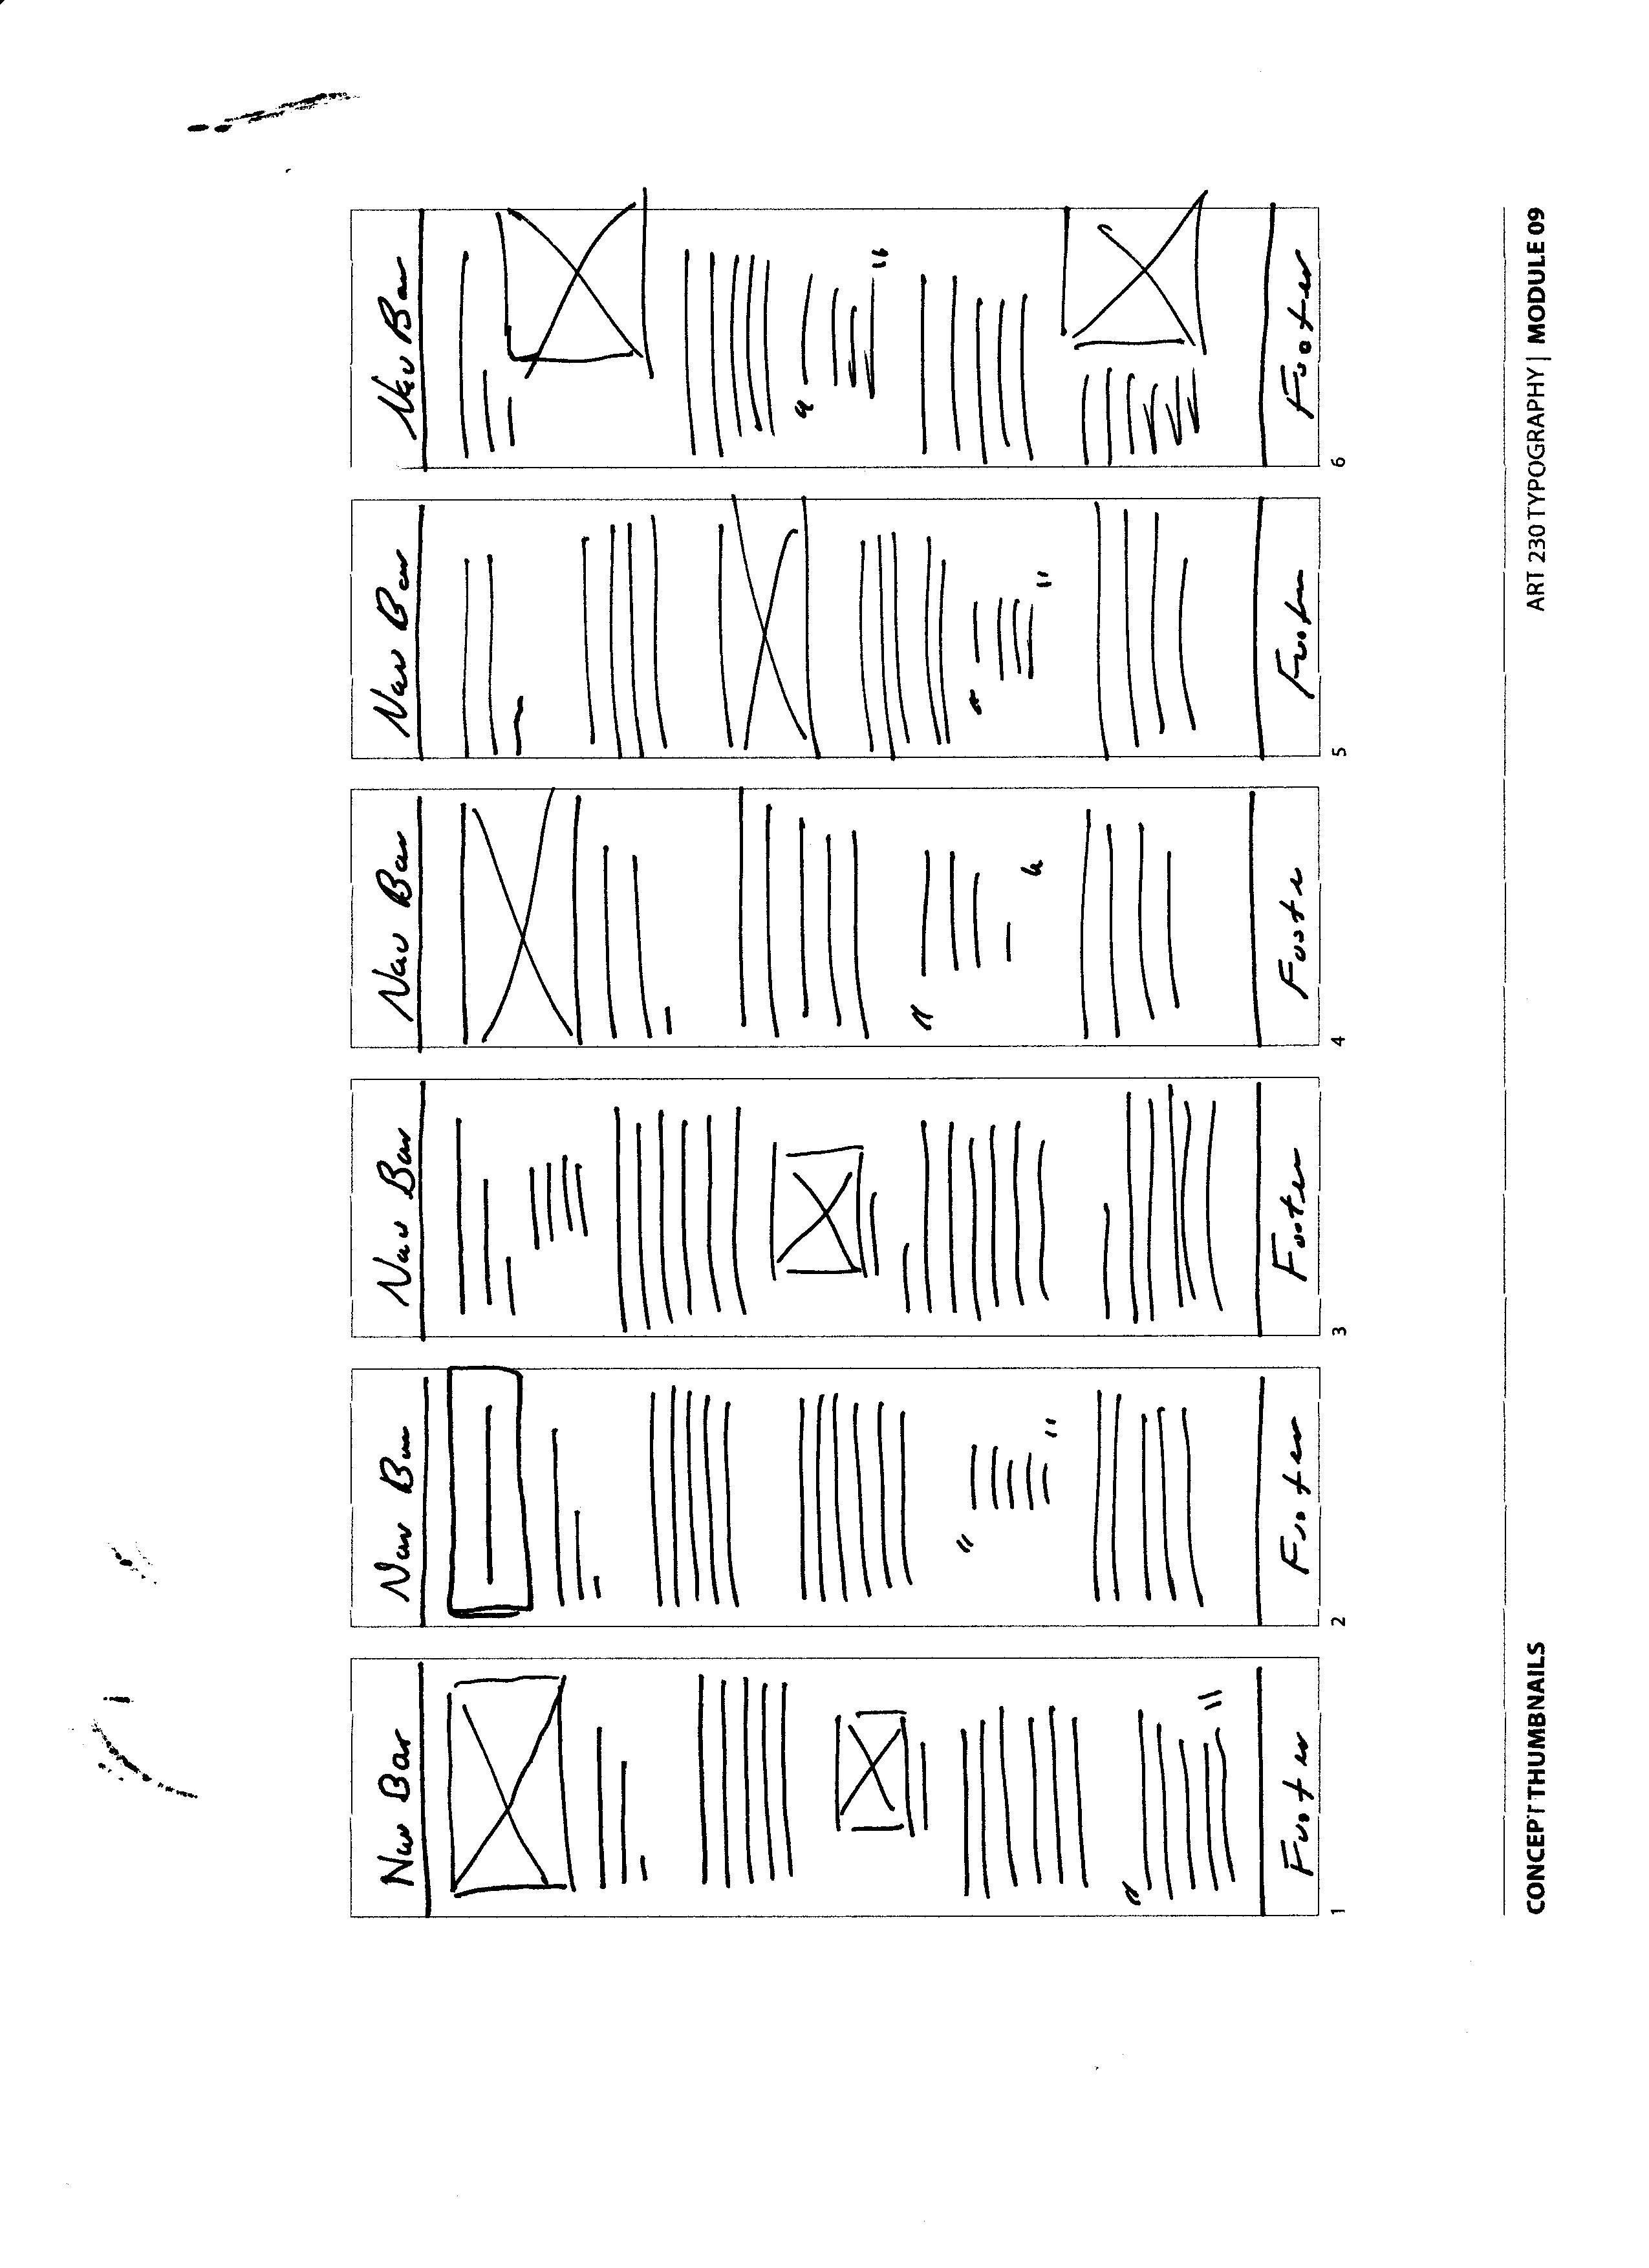 Nav Bar Nav Bar Nav Bar Nav Bar Nav Bar Nav Bar
" "
" "
" "
" "
" "
Footer Footer Footer Footer Footer Footer
1 2 3 4 5 6
CONCEPT THUMBNAILS
ART 230 TYPOGRAPHY | MODULE 09